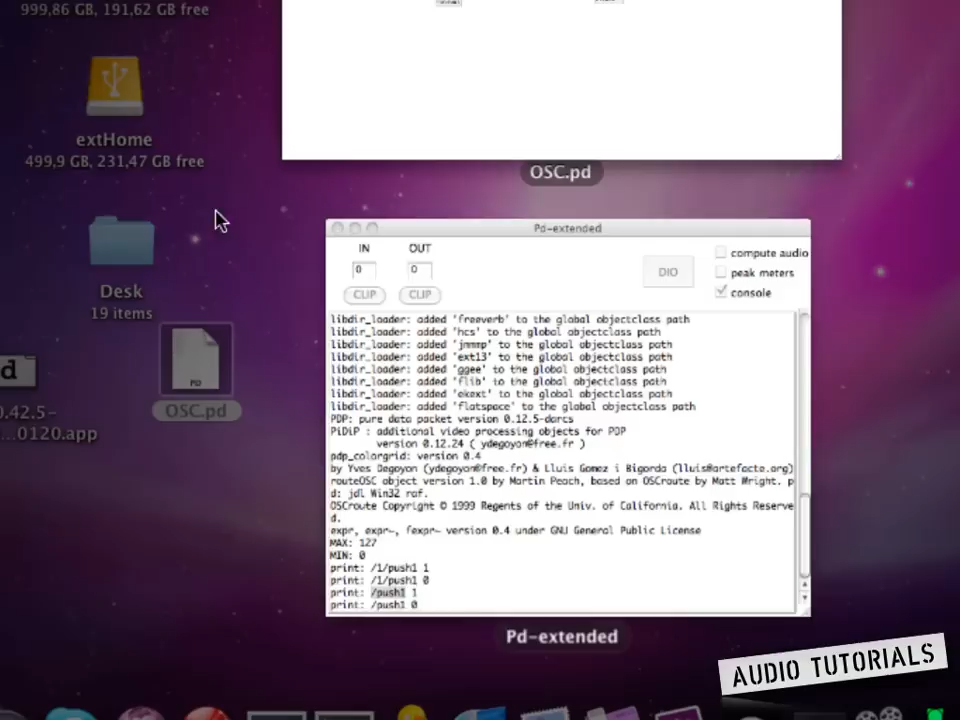 999,86 GB, 191,62 GB free
extHome
499,9 GB, 231,47 GB free
OSC.pd
Desk
19 items
d
PD
OSC.pd
0.42.5-
...0120.app
Pd-extended
IN
OUT
0
0
CLIP
CLIP
DIO
compute audio
peak meters
console
libdir_loader: added 'freeverb' to the global objectclass path
libdir_loader: added 'hcs' to the global objectclass path
libdir_loader: added 'jmmmp' to the global objectclass path
libdir_loader: added 'ext13' to the global objectclass path
libdir_loader: added 'ggee' to the global objectclass path
libdir_loader: added 'flib' to the global objectclass path
libdir_loader: added 'ekext' to the global objectclass path
libdir_loader: added 'flatspace' to the global objectclass path
PDP: pure data packet version 0.12.5-darcs
PiDiP : additional video processing objects for PDP
version 0.12.24 ( ydegoyon@free.fr )
pdp_colorgrid: version 0.4
by Yves Degoyon (ydegoyon@free.fr) & Lluis Gomez i Bigorda (lluis@artefacte.org)
routeOSC object version 1.0 by Martin Peach, based on OSCroute by Matt Wright. p
d: jdl Win32 raf.
OSCroute Copyright © 1999 Regents of the Univ. of California. All Rights Reserve
d.
expr, expr~, fexpr~ version 0.4 under GNU General Public License
MAX: 127
MIN: 0
print: /1/push1 1
print: /1/push1 0
print: /push1 1
print: /push1 0
Pd-extended
AUDIO TUTORIALS